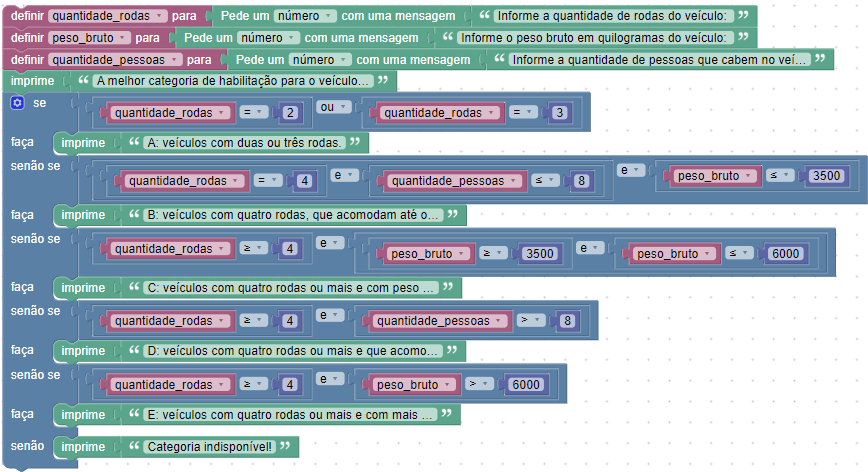 definir quantidade_rodas para Pede um número com uma mensagem “ Informe a quantidade de rodas do veículo: ”
definir peso_bruto para Pede um número com uma mensagem “ Informe o peso bruto em quilogramas do veículo: ”
definir quantidade_pessoas para Pede um número com uma mensagem “ Informe a quantidade de pessoas que cabem no veí... ”
imprime “ A melhor categoria de habilitação para o veículo... ”
se quantidade_rodas = 2 ou quantidade_rodas = 3
faça imprime “ A: veículos com duas ou três rodas. ”
senão se quantidade_rodas = 4 e quantidade_pessoas ≤ 8 e peso_bruto ≤ 3500
faça imprime “ B: veículos com quatro rodas, que acomodam até o... ”
senão se quantidade_rodas ≥ 4 e peso_bruto ≥ 3500 e peso_bruto ≤ 6000
faça imprime “ C: veículos com quatro rodas ou mais e com peso ... ”
senão se quantidade_rodas ≥ 4 e quantidade_pessoas > 8
faça imprime “ D: veículos com quatro rodas ou mais e que acomo... ”
senão se quantidade_rodas ≥ 4 e peso_bruto > 6000
faça imprime “ E: veículos com quatro rodas ou mais e com mais ... ”
senão imprime “ Categoria indisponível! ”